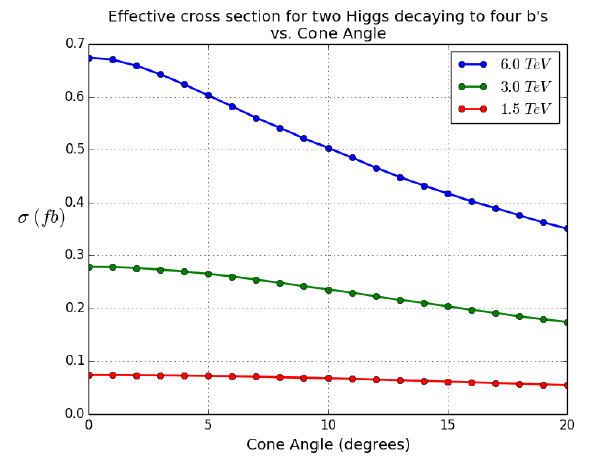 Effective cross section for two Higgs decaying to four b's
vs. Cone Angle
0.7
0.6
0.5
0.4
0.3
0.2
0.1
0.0
σ (fb)
6.0 TeV
3.0 TeV
1.5 TeV
0 5 10 15 20
Cone Angle (degrees)